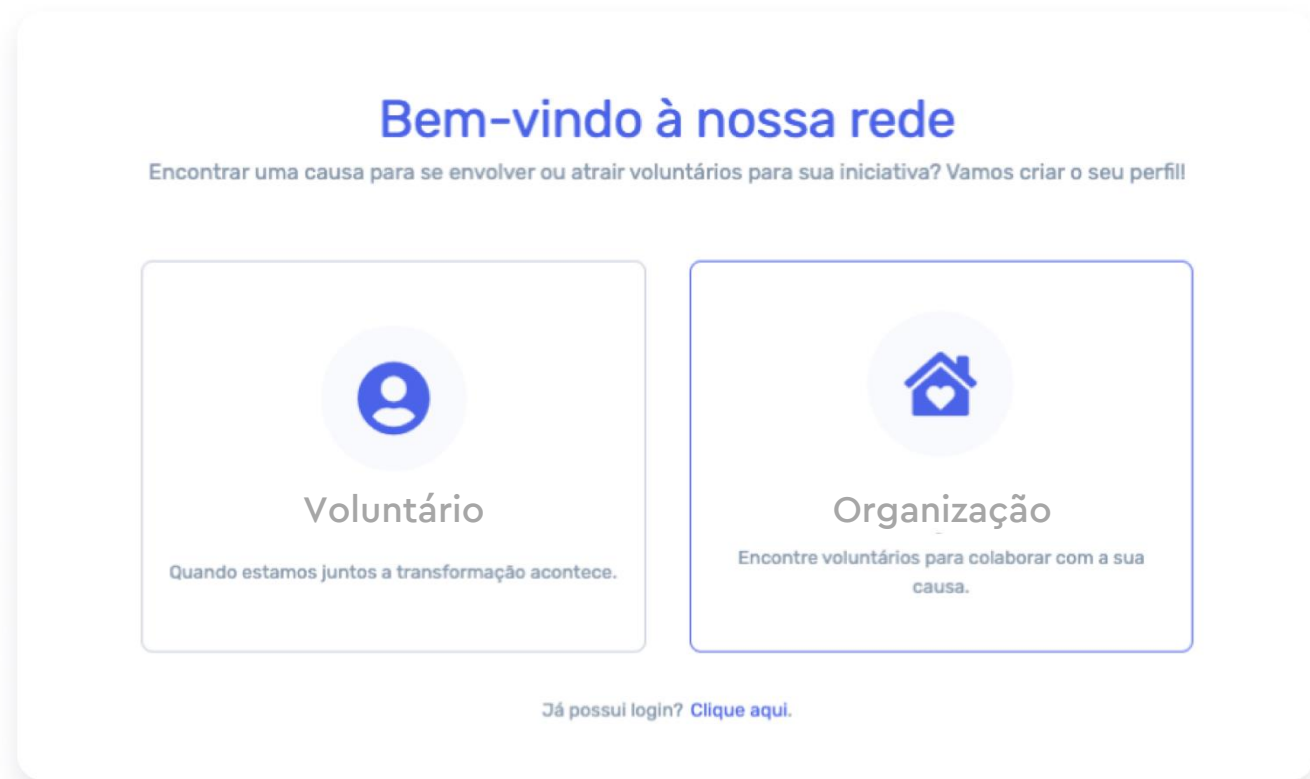 Bem-vindo à nossa rede
Encontrar uma causa para se envolver ou atrair voluntários para sua iniciativa? Vamos criar o seu perfil!
Voluntário
Quando estamos juntos a transformação acontece.
Organização
Encontre voluntários para colaborar com a sua
causa.
Já possui login? Clique aqui.